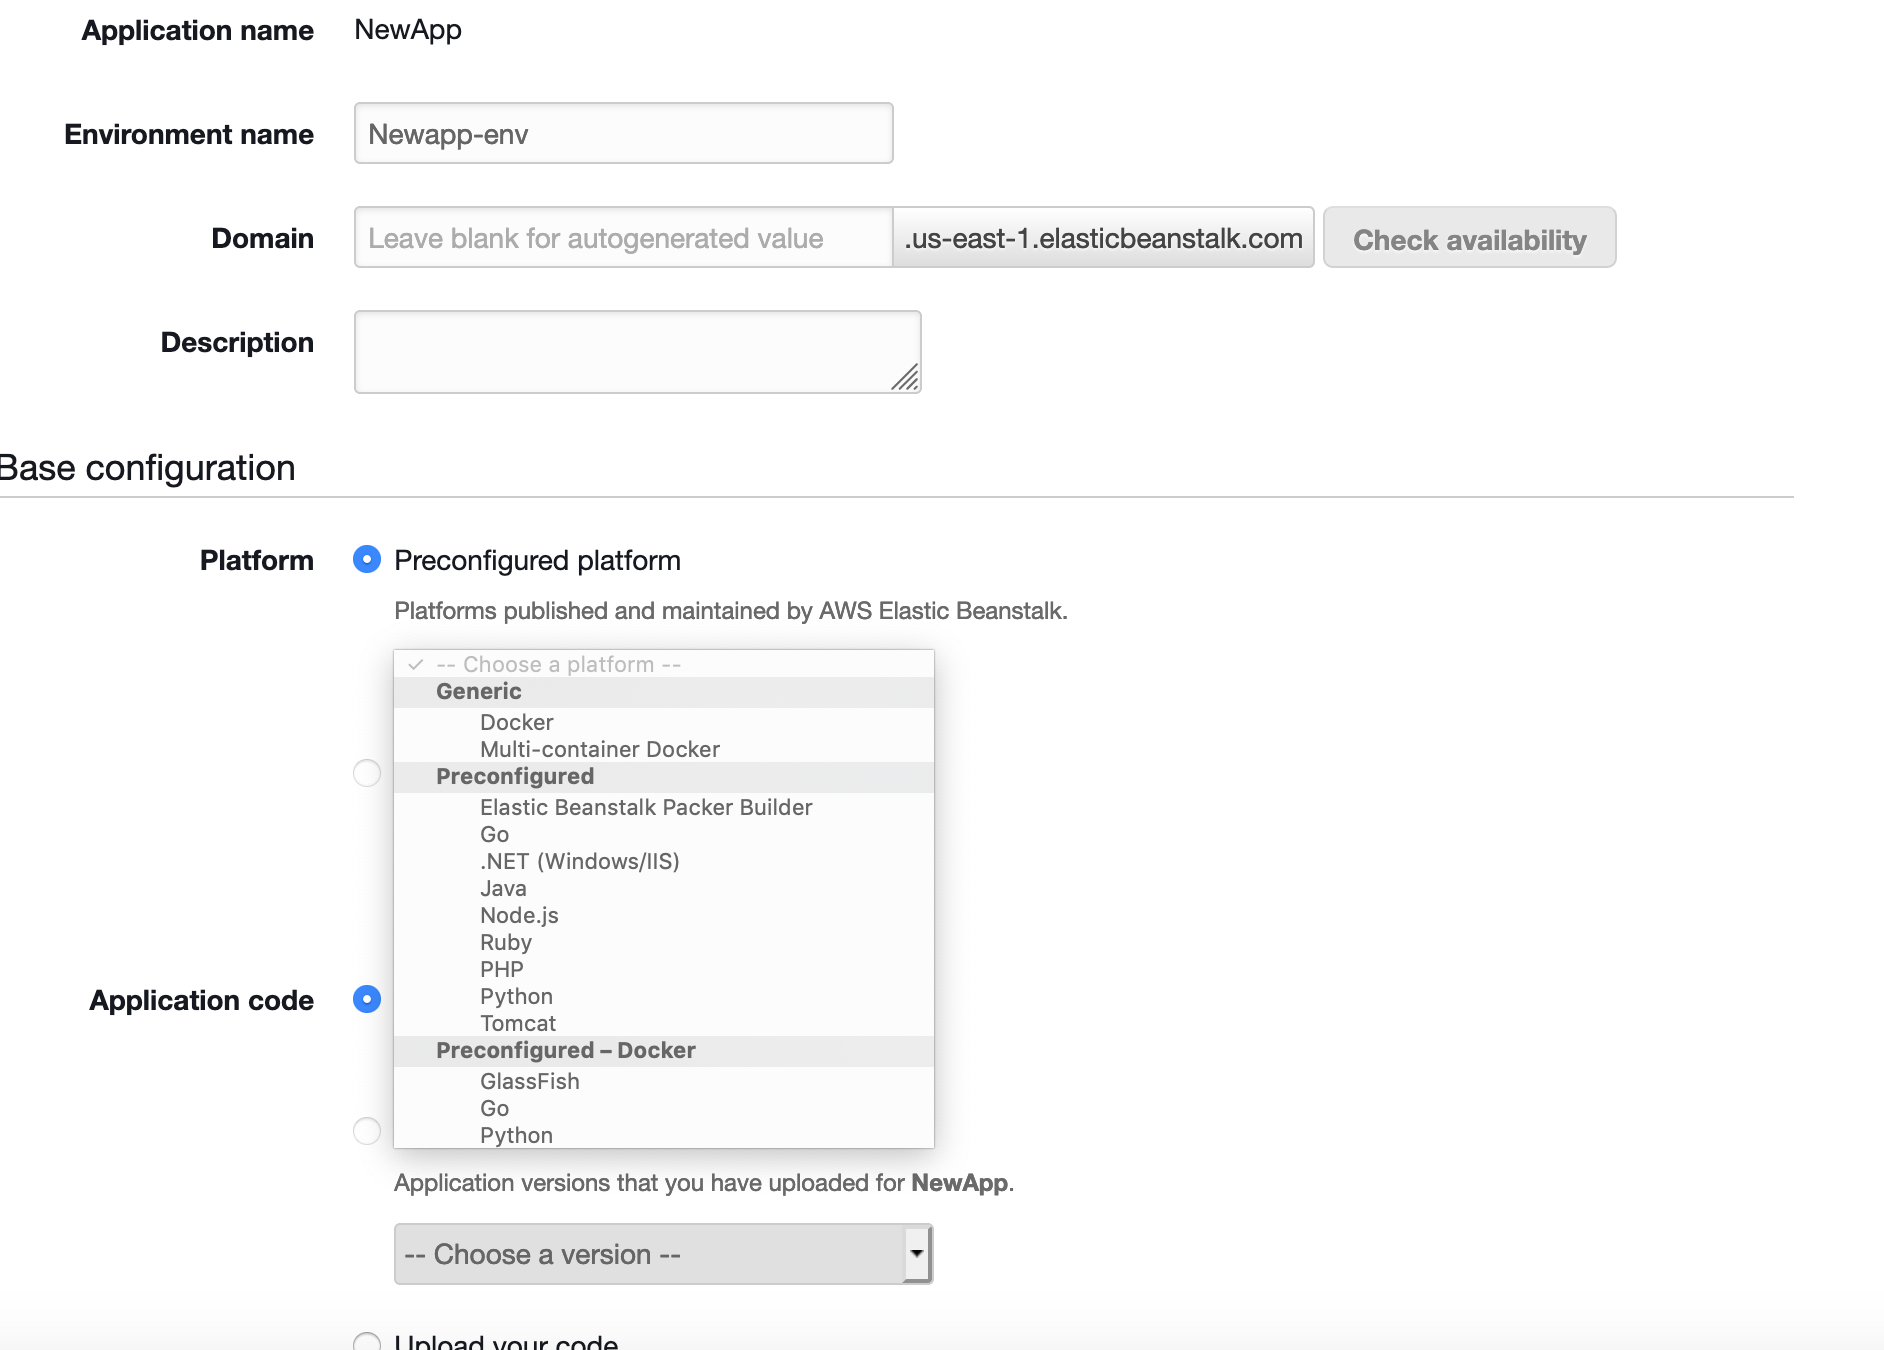 Application name NewApp
Environment name Newapp-env
Domain Leave blank for autogenerated value .us-east-1.elasticbeanstalk.com Check availability
Description
Base configuration
Platform Preconfigured platform
Platforms published and maintained by AWS Elastic Beanstalk.
-- Choose a platform --
Generic
Docker
Multi-container Docker
Preconfigured
Elastic Beanstalk Packer Builder
Go
.NET (Windows/IIS)
Java
Node.js
Ruby
PHP
Application code Python
Tomcat
Preconfigured – Docker
GlassFish
Go
Python
Application versions that you have uploaded for NewApp.
-- Choose a version --
Upload your code